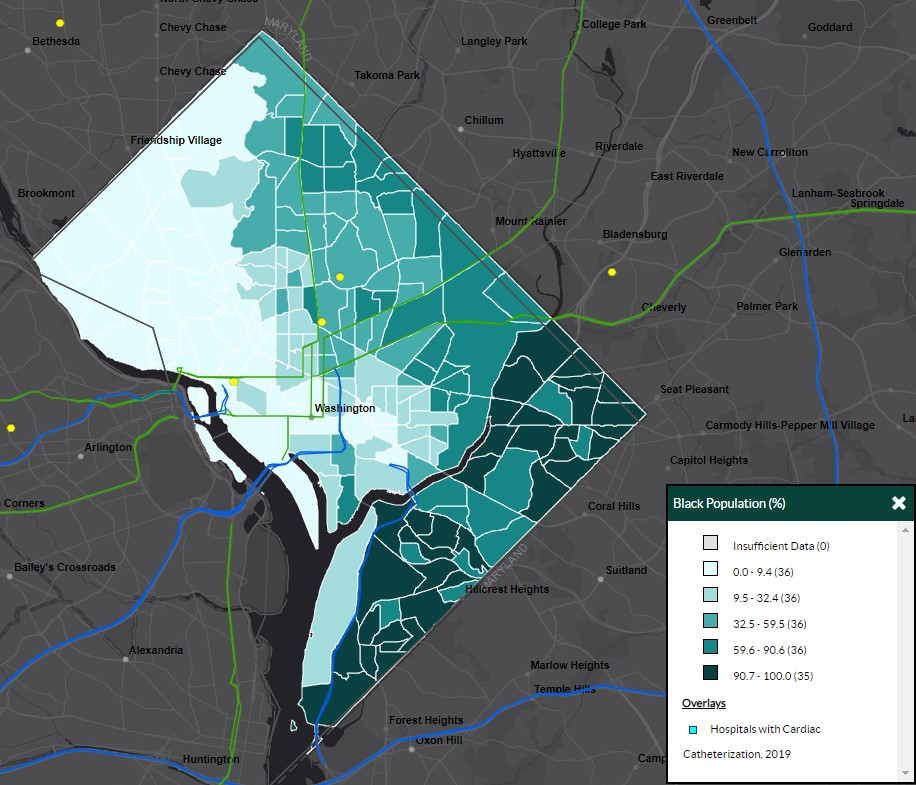 North Chevy Chase
MARYLAND
College Park
Greenbelt
Goddard
Chevy Chase
Bethesda
Langley Park
Chevy Chase
Takoma Park
Chillum
Friendship Village
Riverdale
Hyattsville
New Carrollton
East Riverdale
Brookmont
Lanham-Seabrook
Springdale
Mount Rainier
Bladensburg
Glenarden
Cheverly
Palmer Park
Seat Pleasant
Washington
Carmody Hills-Pepper Mill Village
Arlington
Capitol Heights
Corners
Coral Hills
MARYLAND
Bailey's Crossroads
Suitland
Hillcrest Heights
Alexandria
Marlow Heights
Temple Hills
Forest Heights
Oxon Hill
Huntington
Black Population (%)
Insufficient Data (0)
0.0 - 9.4 (36)
9.5 - 32.4 (36)
32.5 - 59.5 (36)
59.6 - 90.6 (36)
90.7 - 100.0 (35)
Overlays
Hospitals with Cardiac
Catheterization, 2019